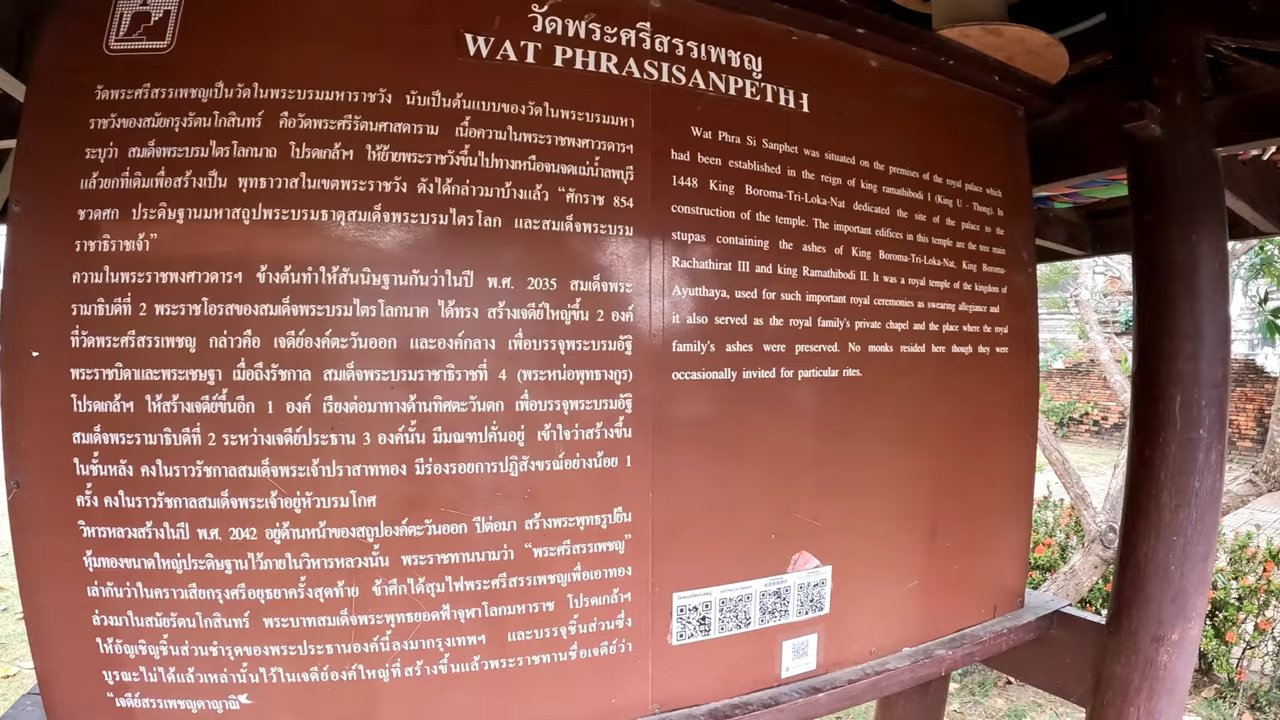 วัดพระศรีสรรเพชญ
WAT PHRASISANPETH I
วัดพระศรีสรรเพชญเป็นวัดในพระบรมมหาราชวัง นับเป็นต้นแบบของวัดในพระบรมมหา
ราชวังของสมัยกรุงรัตนโกสินทร์ คือวัดพระศรีรัตนศาสดาราม เนื้อความในพระราชพงศาวดารฯ
ระบุว่า สมเด็จพระบรมไตรโลกนาถ โปรดเกล้าฯ ให้ย้ายพระราชวังขึ้นไปทางเหนือจนจดแม่น้ำลพบุรี
แล้วยกที่เดิมเพื่อสร้างเป็น พุทธาวาสในเขตพระราชวัง ดังได้กล่าวมาบ้างแล้ว “ศักราช 854
ชวดศก ประดิษฐานมหาสถูปพระบรมธาตุสมเด็จพระบรมไตรโลก และสมเด็จพระบรม
ราชาธิราชเจ้า”
ความในพระราชพงศาวดารฯ ข้างต้นทำให้สันนิษฐานกันว่าในปี พ.ศ. 2035 สมเด็จพระ
รามาธิบดีที่ 2 พระราชโอรสของสมเด็จพระบรมไตรโลกนาถ ได้ทรง สร้างเจดีย์ใหญ่ขึ้น 2 องค์
ที่วัดพระศรีสรรเพชญ กล่าวคือ เจดีย์องค์ตะวันออก และองค์กลาง เพื่อบรรจุพระบรมอัฐิ
พระราชบิดาและพระเชษฐา เมื่อถึงรัชกาล สมเด็จพระบรมราชาธิราชที่ 4 (พระหน่อพุทธางกูร)
โปรดเกล้าฯ ให้สร้างเจดีย์ขึ้นอีก 1 องค์ เรียงต่อมาทางด้านทิศตะวันตก เพื่อบรรจุพระบรมอัฐิ
สมเด็จพระรามาธิบดีที่ 2 ระหว่างเจดีย์ประธาน 3 องค์นั้น มีมณฑปคั่นอยู่ เข้าใจว่าสร้างขึ้น
ในชั้นหลัง คงในราวรัชกาลสมเด็จพระเจ้าปราสาททอง มีร่องรอยการปฏิสังขรณ์อย่างน้อย 1
ครั้ง คงในราวรัชกาลสมเด็จพระเจ้าอยู่หัวบรมโกศ
วิหารหลวงสร้างในปี พ.ศ. 2042 อยู่ด้านหน้าของสถูปองค์ตะวันออก ปีต่อมา สร้างพระพุทธรูปยืน
หุ้มทองขนาดใหญ่ประดิษฐานไว้ภายในวิหารหลวงนั้น พระราชทานนามว่า “พระศรีสรรเพชญ”
เล่ากันว่าในคราวเสียกรุงศรีอยุธยาครั้งสุดท้าย ข้าศึกได้สุมไฟพระศรีสรรเพชญเพื่อเอาทอง
ล่วงมาในสมัยรัตนโกสินทร์ พระบาทสมเด็จพระพุทธยอดฟ้าจุฬาโลกมหาราช โปรดเกล้าฯ
ให้อัญเชิญชิ้นส่วนชำรุดของพระประธานองค์นี้ลงมากรุงเทพฯ และบรรจุชิ้นส่วนซึ่ง
บูรณะไม่ได้แล้วเหล่านั้นไว้ในเจดีย์องค์ใหญ่ที่สร้างขึ้นแล้วพระราชทานชื่อเจดีย์ว่า
“เจดีย์สรรเพชญดาญาณ”
Wat Phra Si Sanphet was situated on the premises of the royal palace which
had been established in the reign of king ramathibodi I (King U - Thong). In
1448 King Boroma-Tri-Loka-Nat dedicated the site of the palace to the
construction of the temple. The important edifices in this temple are the tree main
stupas containing the ashes of King Boroma-Tri-Loka-Nat, King Boroma-
Rachathirat III and king Ramathibodi II. It was a royal temple of the kingdom of
Ayutthaya, used for such important royal ceremonies as swearing allegiance and
it also served as the royal family's private chapel and the place where the royal
family's ashes were preserved. No monks resided here though they were
occasionally invited for particular rites.